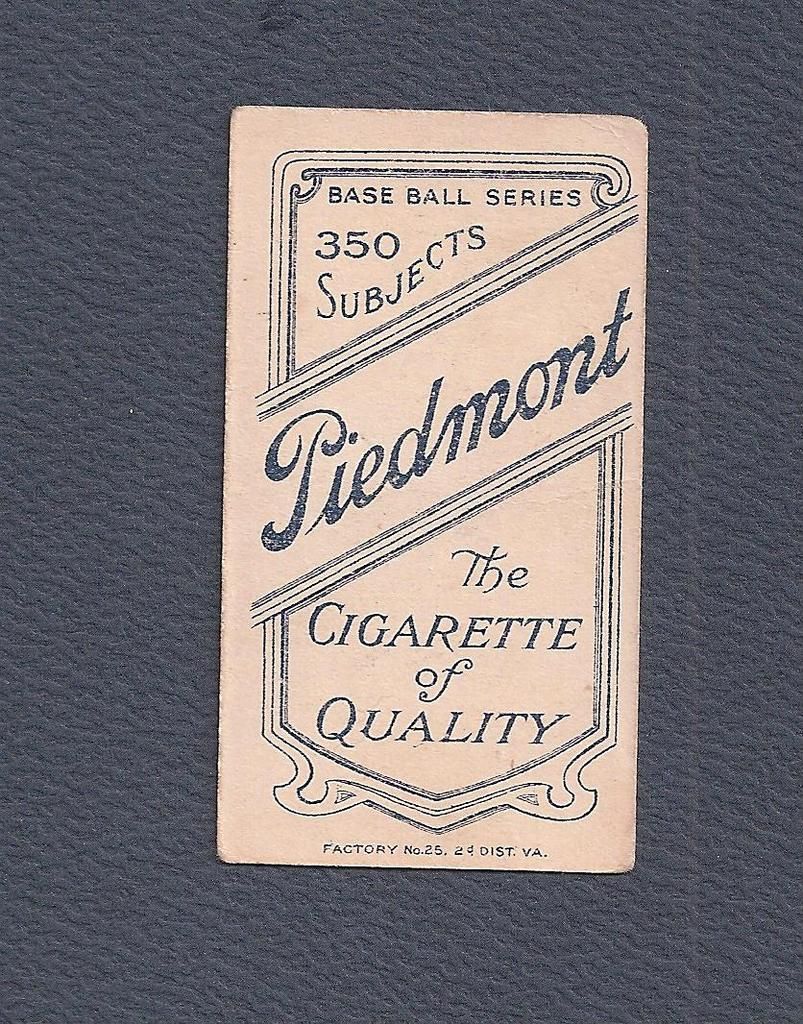 BASE BALL SERIES
350
SUBJECTS
Piedmont
The
CIGARETTE
of
QUALITY
FACTORY No.25. 2d DIST. VA.